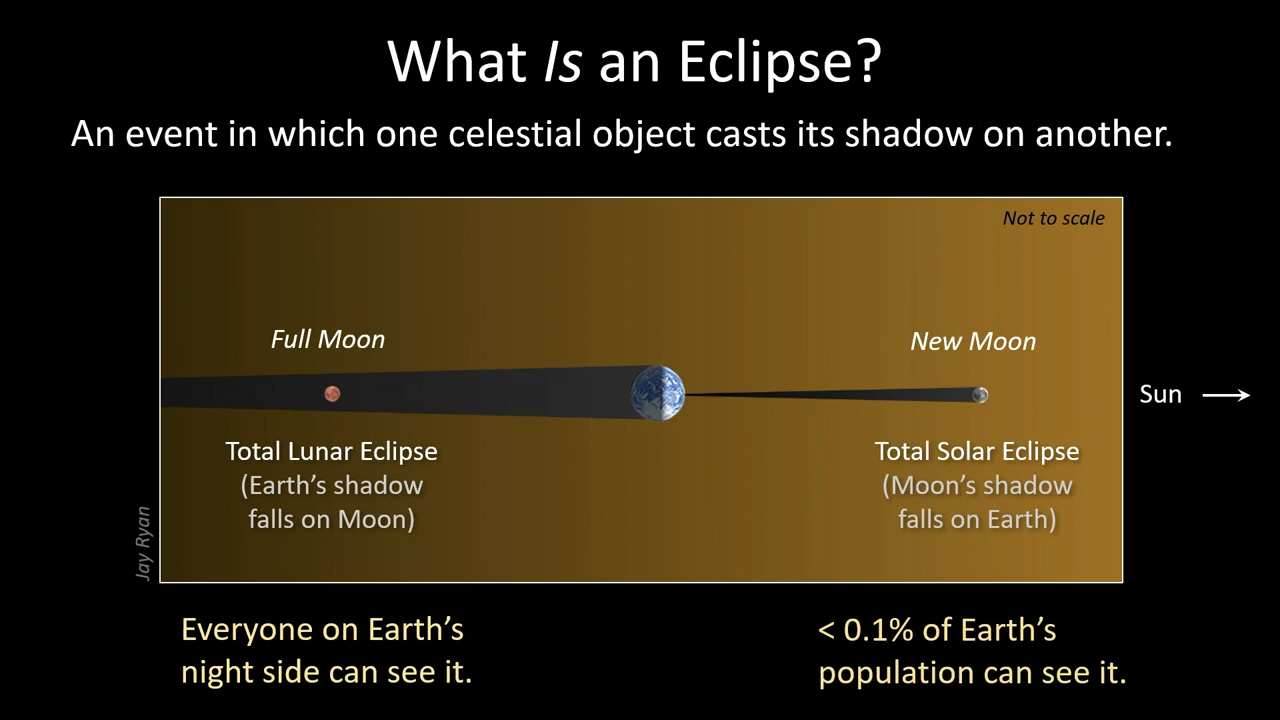 What Is an Eclipse?
An event in which one celestial object casts its shadow on another.
Not to scale
Full Moon
New Moon
Sun
Total Lunar Eclipse
(Earth's shadow
falls on Moon)
Total Solar Eclipse
(Moon's shadow
falls on Earth)
Jay Ryan
Everyone on Earth's
night side can see it.
< 0.1% of Earth's
population can see it.